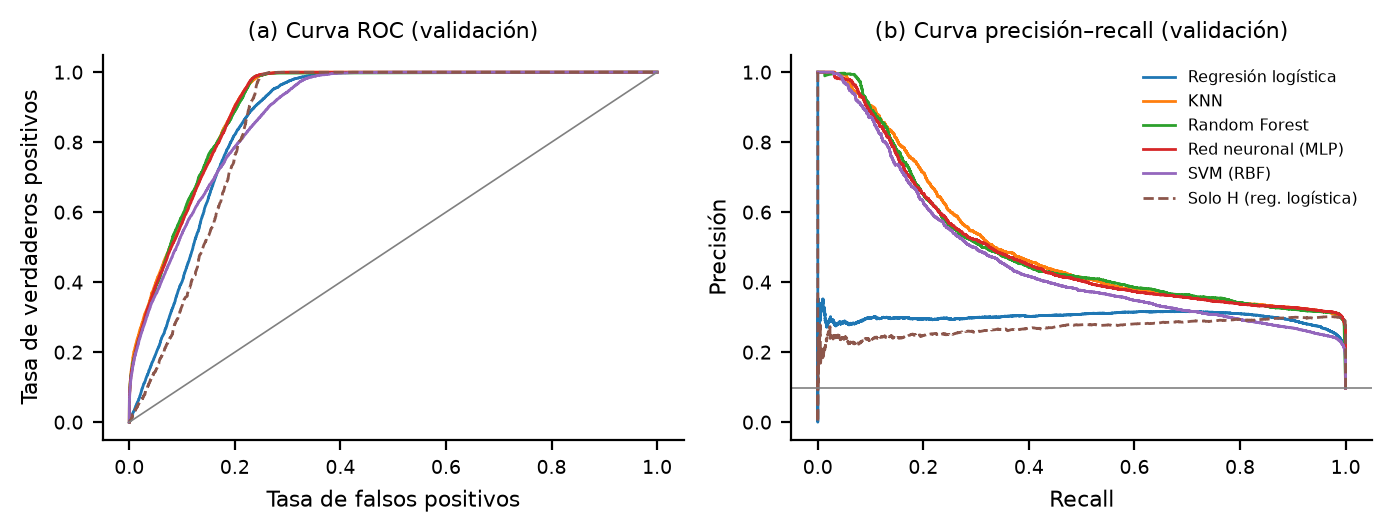 (a) Curva ROC (validación)
Tasa de verdaderos positivos
1.0
0.8
0.6
0.4
0.2
0.0
0.0 0.2 0.4 0.6 0.8 1.0
Tasa de falsos positivos
(b) Curva precisión–recall (validación)
Precisión
1.0
0.8
0.6
0.4
0.2
0.0
Regresión logística
KNN
Random Forest
Red neuronal (MLP)
SVM (RBF)
Solo H (reg. logística)
0.0 0.2 0.4 0.6 0.8 1.0
Recall